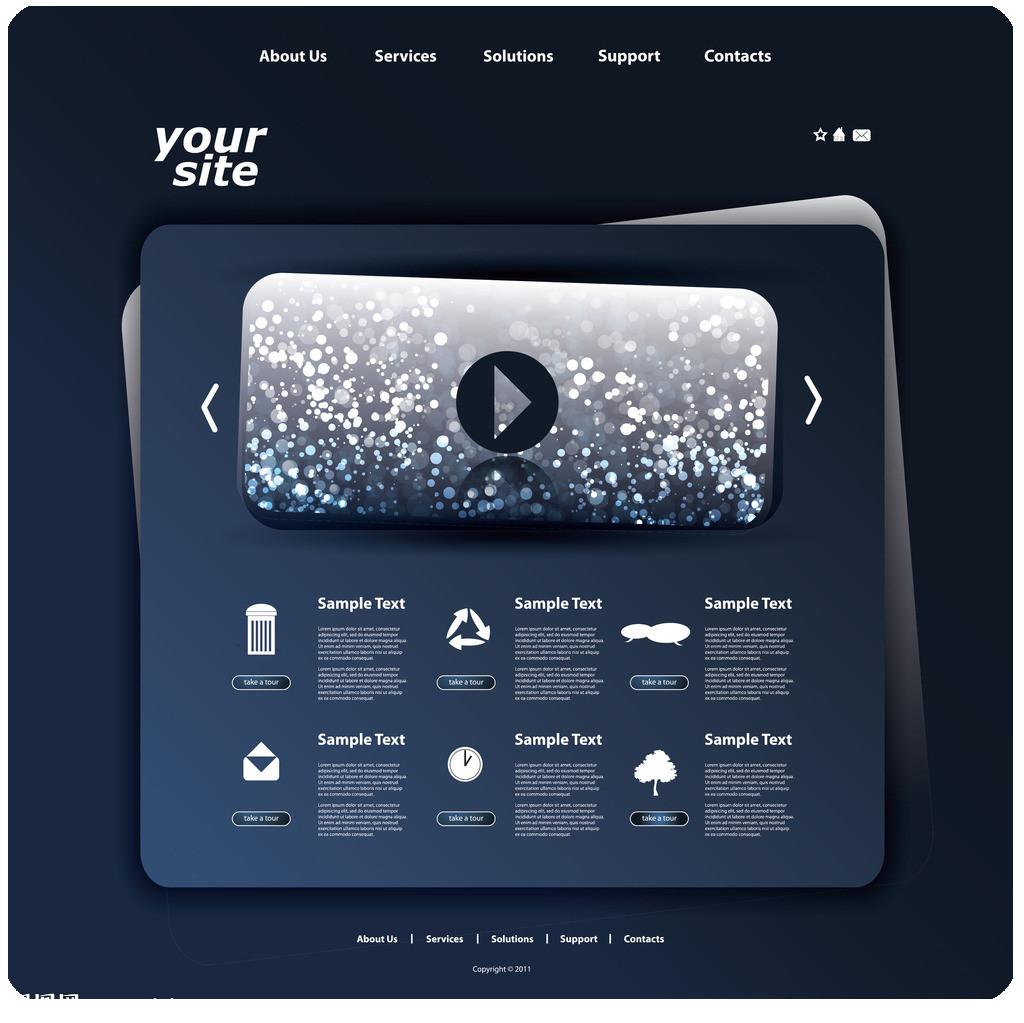 About Us Services Solutions Support Contacts
your
site
Sample Text Sample Text Sample Text
Lorem ipsum dolor sit amet, consectetur
adipisicing elit, sed do eiusmod tempor
incididunt ut labore et dolore magna aliqua.
Ut enim ad minim veniam, quis nostrud
exercitation ullamco laboris nisi ut aliquip
ex ea commodo consequat.
Lorem ipsum dolor sit amet, consectetur
adipisicing elit, sed do eiusmod tempor
incididunt ut labore et dolore magna aliqua.
Ut enim ad minim veniam, quis nostrud
exercitation ullamco laboris nisi ut aliquip
ex ea commodo consequat.
take a tour
Lorem ipsum dolor sit amet, consectetur
adipisicing elit, sed do eiusmod tempor
incididunt ut labore et dolore magna aliqua.
Ut enim ad minim veniam, quis nostrud
exercitation ullamco laboris nisi ut aliquip
ex ea commodo consequat.
Lorem ipsum dolor sit amet, consectetur
adipisicing elit, sed do eiusmod tempor
incididunt ut labore et dolore magna aliqua.
Ut enim ad minim veniam, quis nostrud
exercitation ullamco laboris nisi ut aliquip
ex ea commodo consequat.
take a tour
Lorem ipsum dolor sit amet, consectetur
adipisicing elit, sed do eiusmod tempor
incididunt ut labore et dolore magna aliqua.
Ut enim ad minim veniam, quis nostrud
exercitation ullamco laboris nisi ut aliquip
ex ea commodo consequat.
Lorem ipsum dolor sit amet, consectetur
adipisicing elit, sed do eiusmod tempor
incididunt ut labore et dolore magna aliqua.
Ut enim ad minim veniam, quis nostrud
exercitation ullamco laboris nisi ut aliquip
ex ea commodo consequat.
take a tour
Sample Text Sample Text Sample Text
Lorem ipsum dolor sit amet, consectetur
adipisicing elit, sed do eiusmod tempor
incididunt ut labore et dolore magna aliqua.
Ut enim ad minim veniam, quis nostrud
exercitation ullamco laboris nisi ut aliquip
ex ea commodo consequat.
Lorem ipsum dolor sit amet, consectetur
adipisicing elit, sed do eiusmod tempor
incididunt ut labore et dolore magna aliqua.
Ut enim ad minim veniam, quis nostrud
exercitation ullamco laboris nisi ut aliquip
ex ea commodo consequat.
take a tour
Lorem ipsum dolor sit amet, consectetur
adipisicing elit, sed do eiusmod tempor
incididunt ut labore et dolore magna aliqua.
Ut enim ad minim veniam, quis nostrud
exercitation ullamco laboris nisi ut aliquip
ex ea commodo consequat.
Lorem ipsum dolor sit amet, consectetur
adipisicing elit, sed do eiusmod tempor
incididunt ut labore et dolore magna aliqua.
Ut enim ad minim veniam, quis nostrud
exercitation ullamco laboris nisi ut aliquip
ex ea commodo consequat.
take a tour
Lorem ipsum dolor sit amet, consectetur
adipisicing elit, sed do eiusmod tempor
incididunt ut labore et dolore magna aliqua.
Ut enim ad minim veniam, quis nostrud
exercitation ullamco laboris nisi ut aliquip
ex ea commodo consequat.
Lorem ipsum dolor sit amet, consectetur
adipisicing elit, sed do eiusmod tempor
incididunt ut labore et dolore magna aliqua.
Ut enim ad minim veniam, quis nostrud
exercitation ullamco laboris nisi ut aliquip
ex ea commodo consequat.
take a tour
About Us | Services | Solutions | Support | Contacts
Copyright © 2011